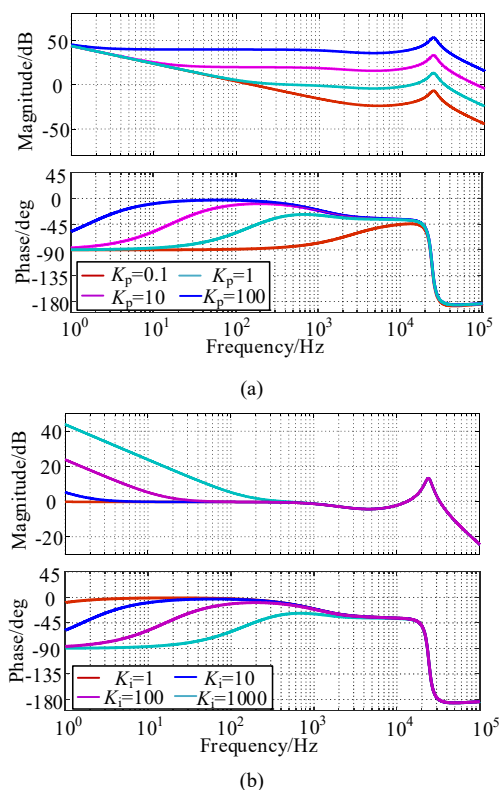 Magnitude/dB
50
0
-50
Phase/deg
45
0
-45
-90
-135
-180
Kp=0.1 Kp=1
Kp=10 Kp=100
10^0 10^1 10^2 10^3 10^4 10^5
Frequency/Hz
(a)
Magnitude/dB
40
20
0
-20
Phase/deg
45
0
-45
-90
-135
-180
Ki=1 Ki=10
Ki=100 Ki=1000
10^0 10^1 10^2 10^3 10^4 10^5
Frequency/Hz
(b)